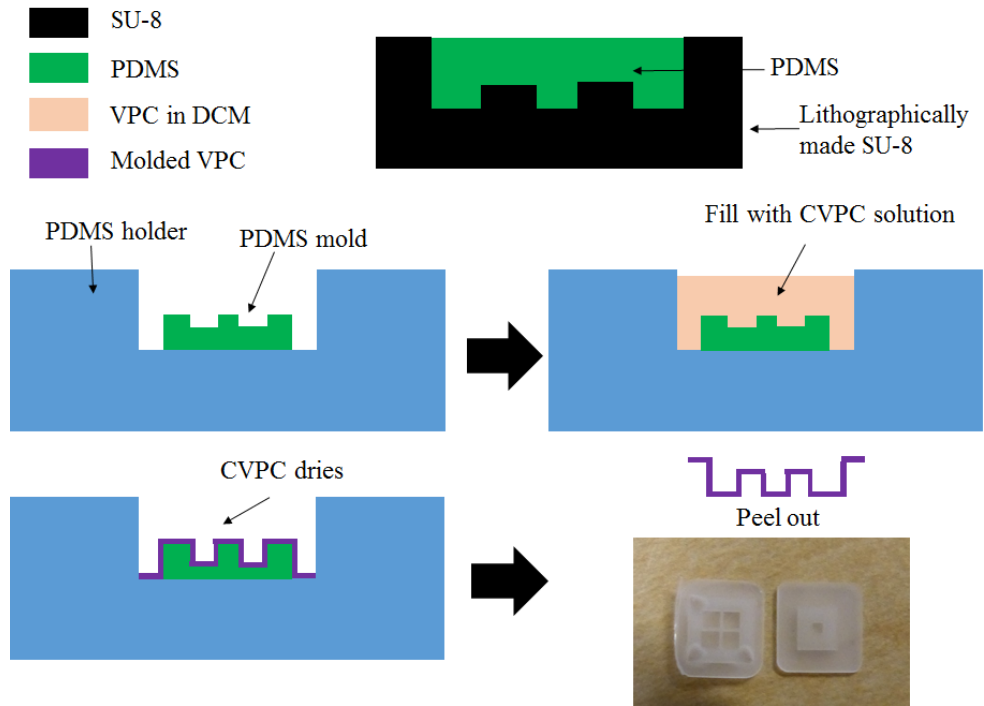 SU-8
PDMS
VPC in DCM
Molded VPC
PDMS
Lithographically
made SU-8
PDMS holder
PDMS mold
Fill with CVPC solution
CVPC dries
Peel out